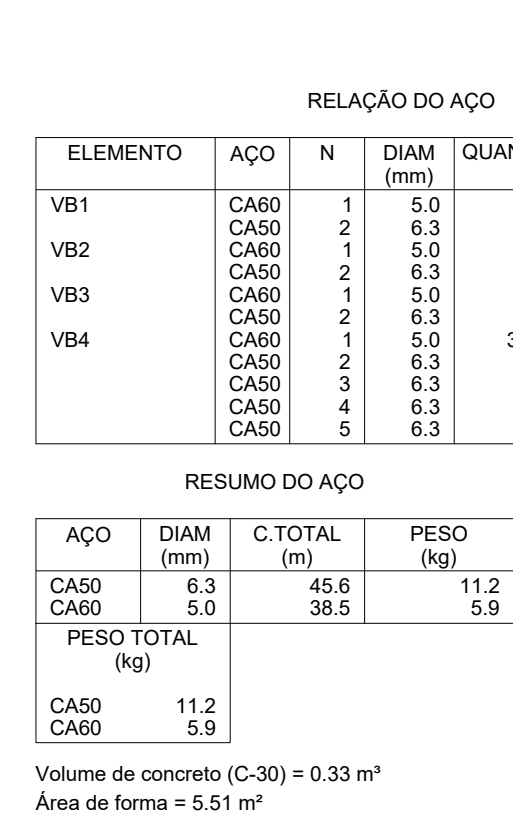 RELAÇÃO DO AÇO
ELEMENTO AÇO N DIAM
(mm)
VB1 CA60 1 5.0
CA50 2 6.3
VB2 CA60 1 5.0
CA50 2 6.3
VB3 CA60 1 5.0
CA50 2 6.3
VB4 CA60 1 5.0
CA50 2 6.3
CA50 3 6.3
CA50 4 6.3
CA50 5 6.3
RESUMO DO AÇO
AÇO DIAM C.TOTAL PESO
(mm) (m) (kg)
CA50 6.3 45.6 11.2
CA60 5.0 38.5 5.9
PESO TOTAL
(kg)
CA50 11.2
CA60 5.9
Volume de concreto (C-30) = 0.33 m³
Área de forma = 5.51 m²